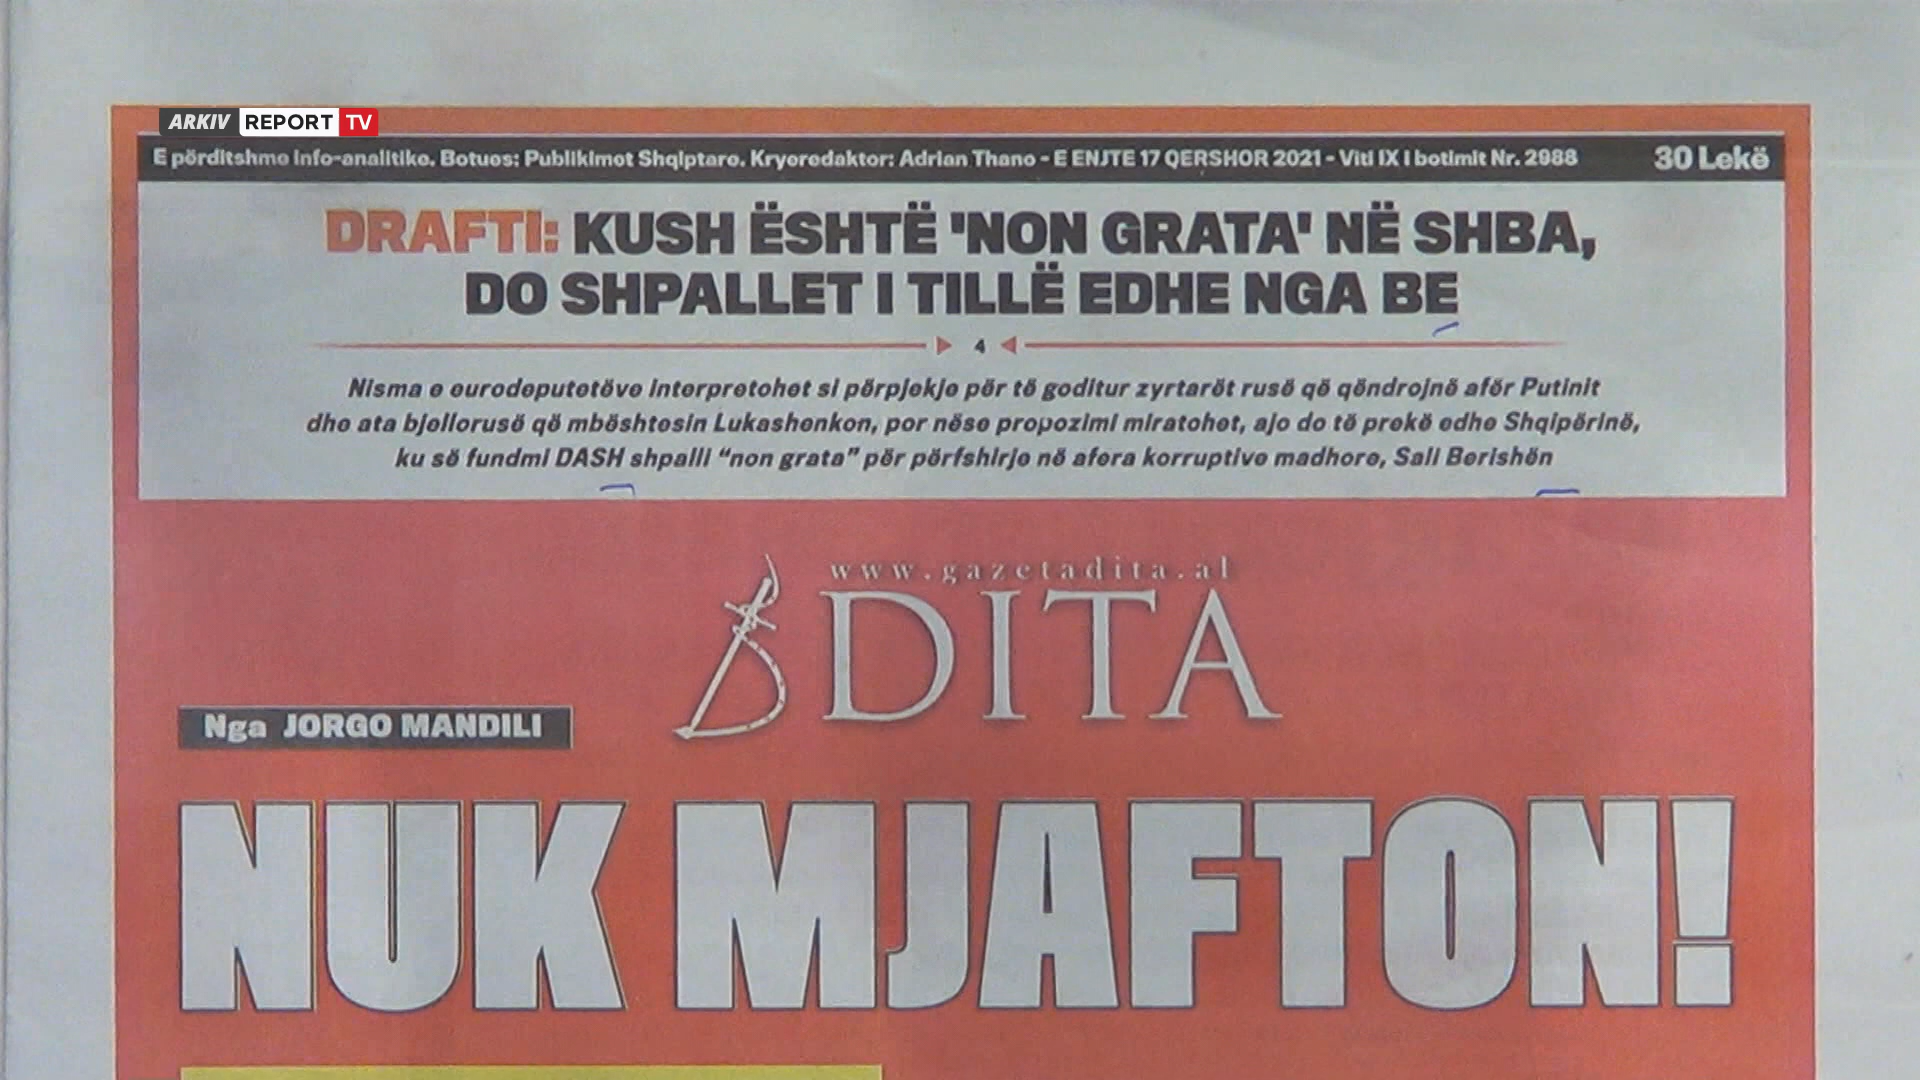 ARKIV REPORT TV
E përditshme info-analitike. Botues: Publikimet Shqiptare. Kryeredaktor: Adrian Thano - E ENJTE 17 QERSHOR 2021 - Viti IX i botimit Nr. 2988 30 Lekë
DRAFTI: KUSH ËSHTË 'NON GRATA' NË SHBA,
DO SHPALLET I TILLË EDHE NGA BE
4
Nisma e eurodeputetëve interpretohet si përpjekje për të goditur zyrtarët rusë që qëndrojnë afër Putinit
dhe ata bjellorusë që mbështesin Lukashenkon, por nëse propozimi miratohet, ajo do të prekë edhe Shqipërinë,
ku së fundmi DASH shpalli “non grata” për përfshirje në afera korruptive madhore, Sali Berishën
www.gazetadita.al
DITA
Nga JORGO MANDILI
NUK MJAFTON!